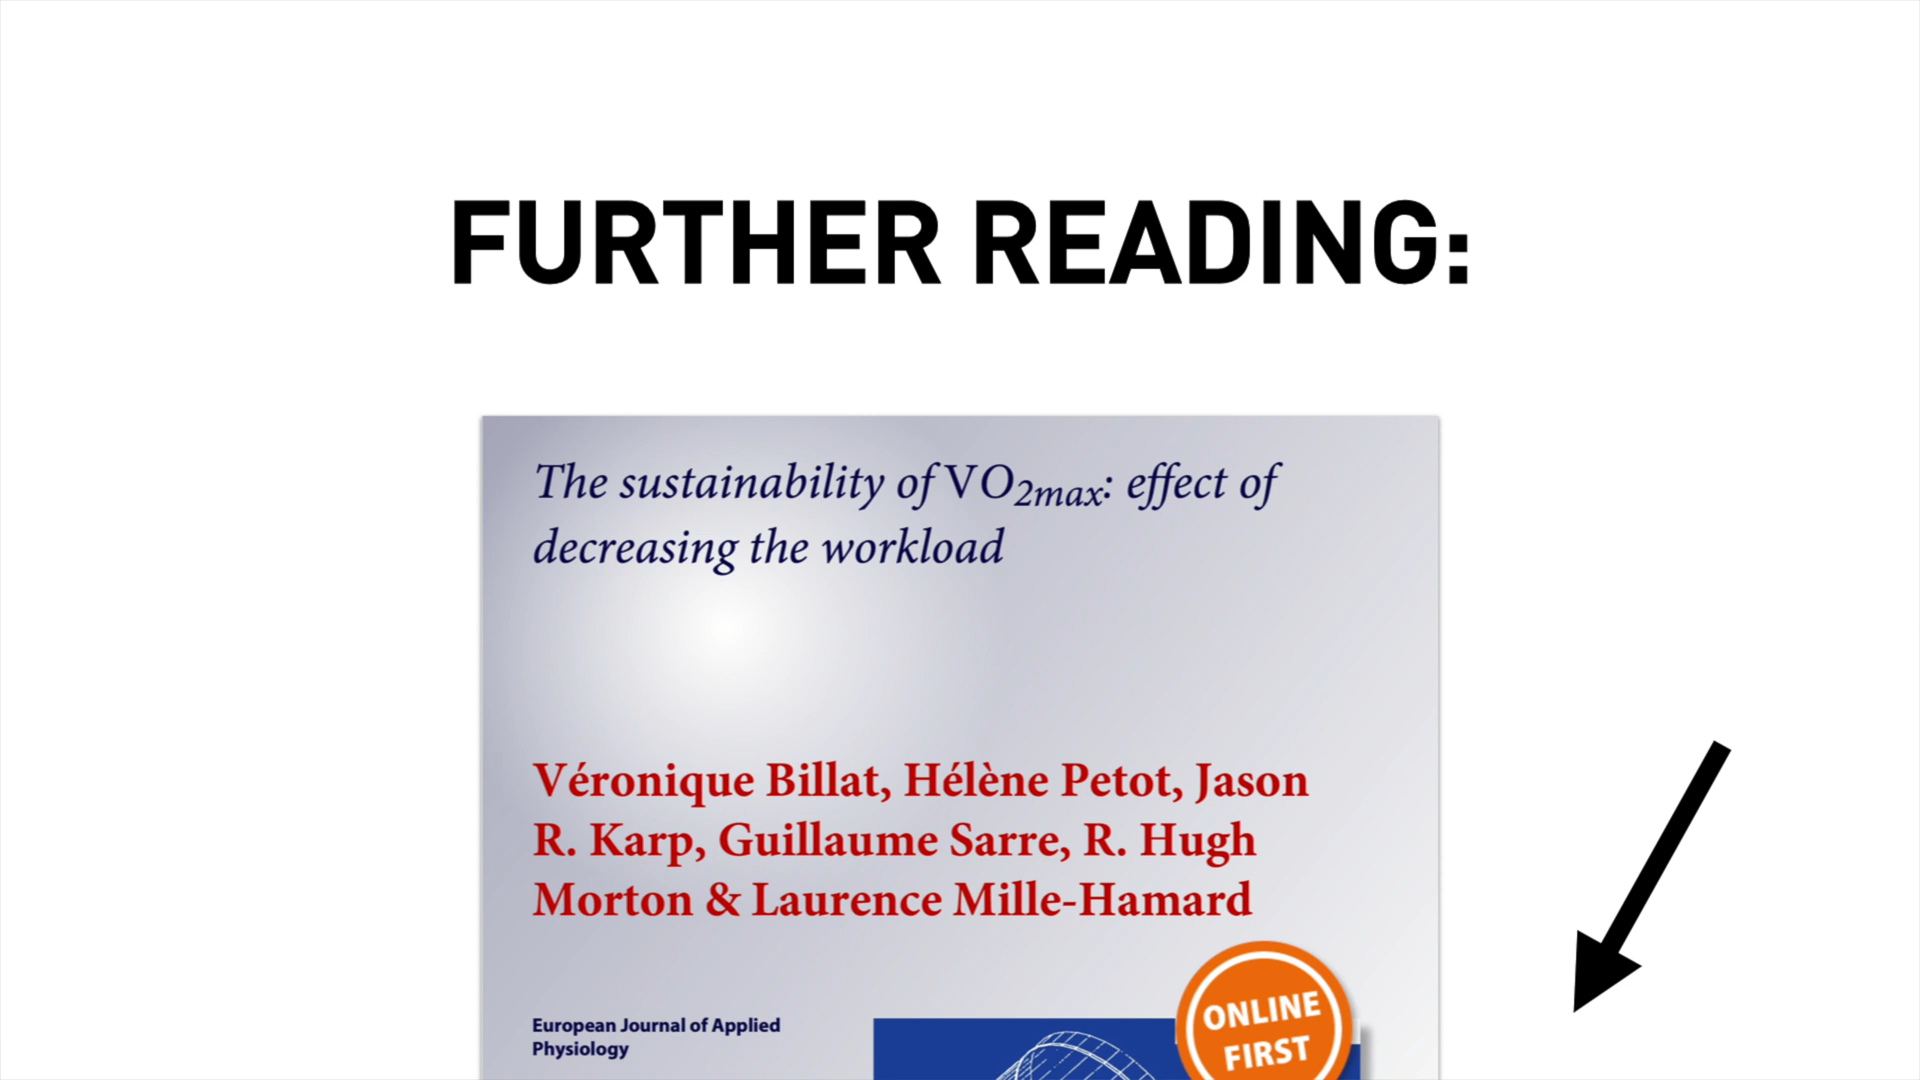 FURTHER READING:
The sustainability of VO2max: effect of
decreasing the workload
Véronique Billat, Hélène Petot, Jason
R. Karp, Guillaume Sarre, R. Hugh
Morton & Laurence Mille-Hamard
European Journal of Applied
Physiology
ONLINE
FIRST